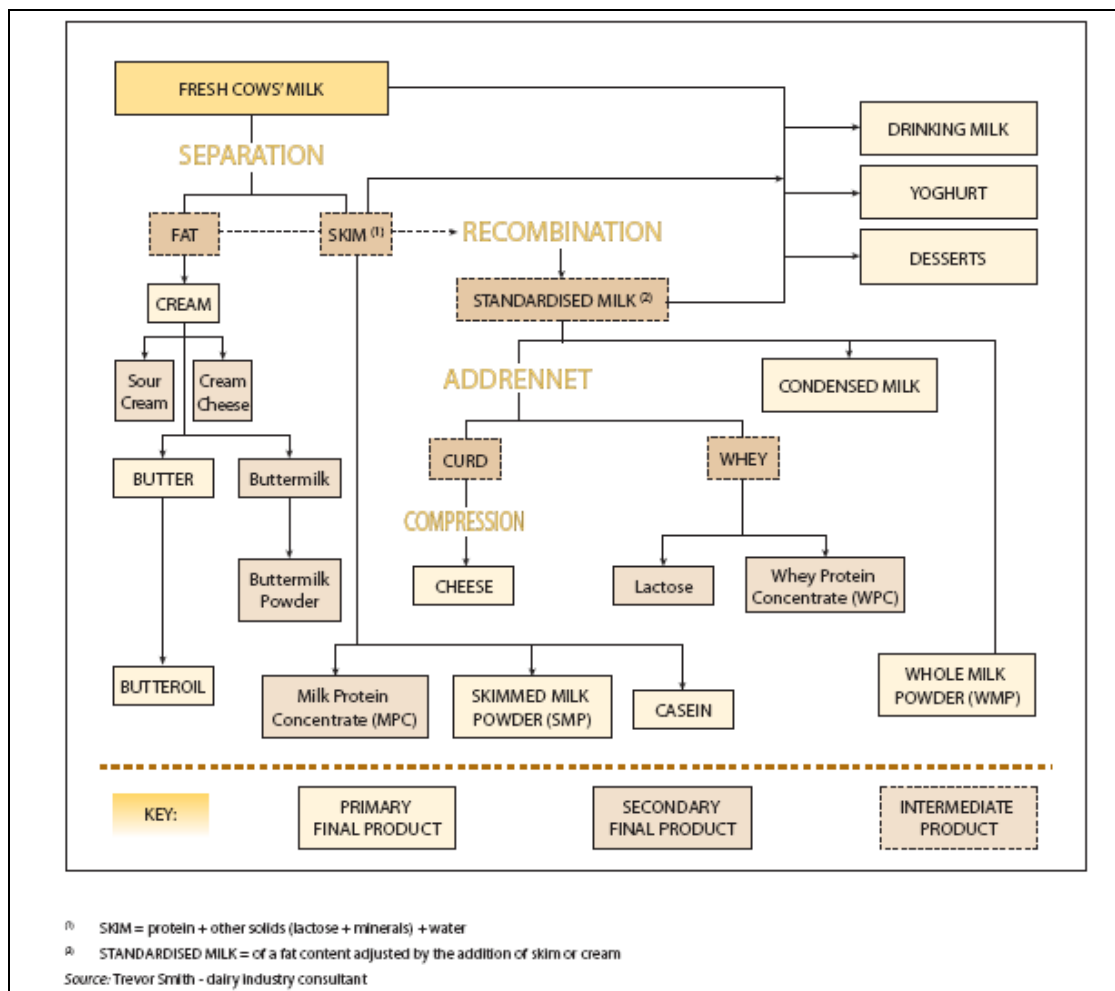 FRESH COWS' MILK
SEPARATION
DRINKING MILK
YOGHURT
DESSERTS
FAT
SKIM (1)
RECOMBINATION
STANDARDISED MILK (2)
CREAM
Sour
Cream
Cream
Cheese
ADDRENNET
CONDENSED MILK
BUTTER
Buttermilk
CURD
WHEY
COMPRESSION
Buttermilk
Powder
CHEESE
Lactose
Whey Protein
Concentrate (WPC)
BUTTEROIL
Milk Protein
Concentrate (MPC)
SKIMMED MILK
POWDER (SMP)
CASEIN
WHOLE MILK
POWDER (WMP)
KEY:
PRIMARY
FINAL PRODUCT
SECONDARY
FINAL PRODUCT
INTERMEDIATE
PRODUCT
(1) SKIM = protein + other solids (lactose + minerals) + water
(2) STANDARDISED MILK = of a fat content adjusted by the addition of skim or cream
Source: Trevor Smith - dairy industry consultant